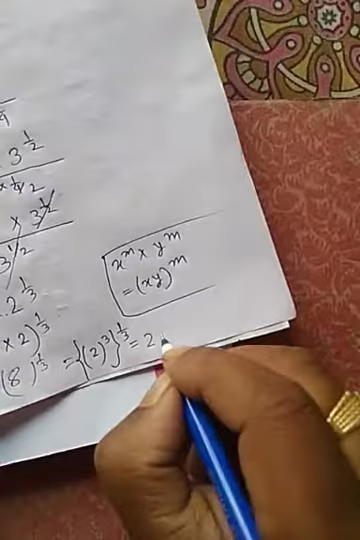 3^{1/2}
x 3^{1/2}
3^{1/2}
x^m x y^m
= (xy)^m
. 2^{1/3}
x 2)^{1/3}
(8)^{1/3} = {(2)^3}^{1/3} = 2